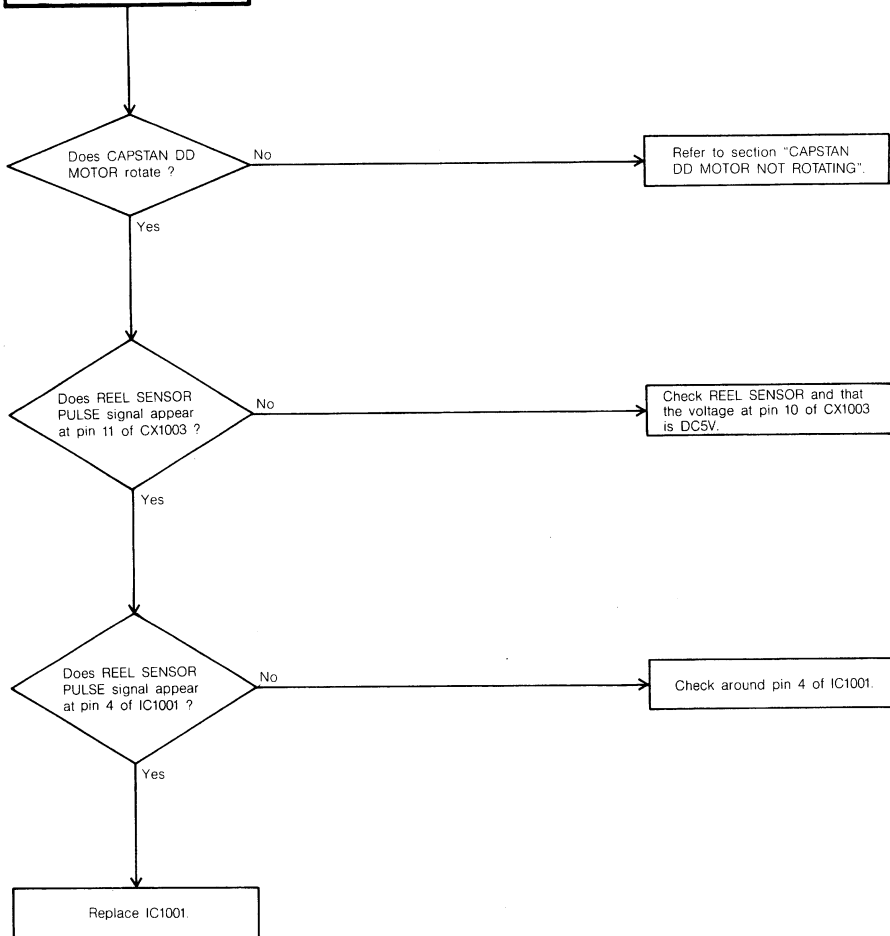 Does CAPSTAN DD
MOTOR rotate ?
No
Refer to section "CAPSTAN
DD MOTOR NOT ROTATING".
Yes
Does REEL SENSOR
PULSE signal appear
at pin 11 of CX1003 ?
No
Check REEL SENSOR and that
the voltage at pin 10 of CX1003
is DC5V.
Yes
Does REEL SENSOR
PULSE signal appear
at pin 4 of IC1001 ?
No
Check around pin 4 of IC1001.
Yes
Replace IC1001.